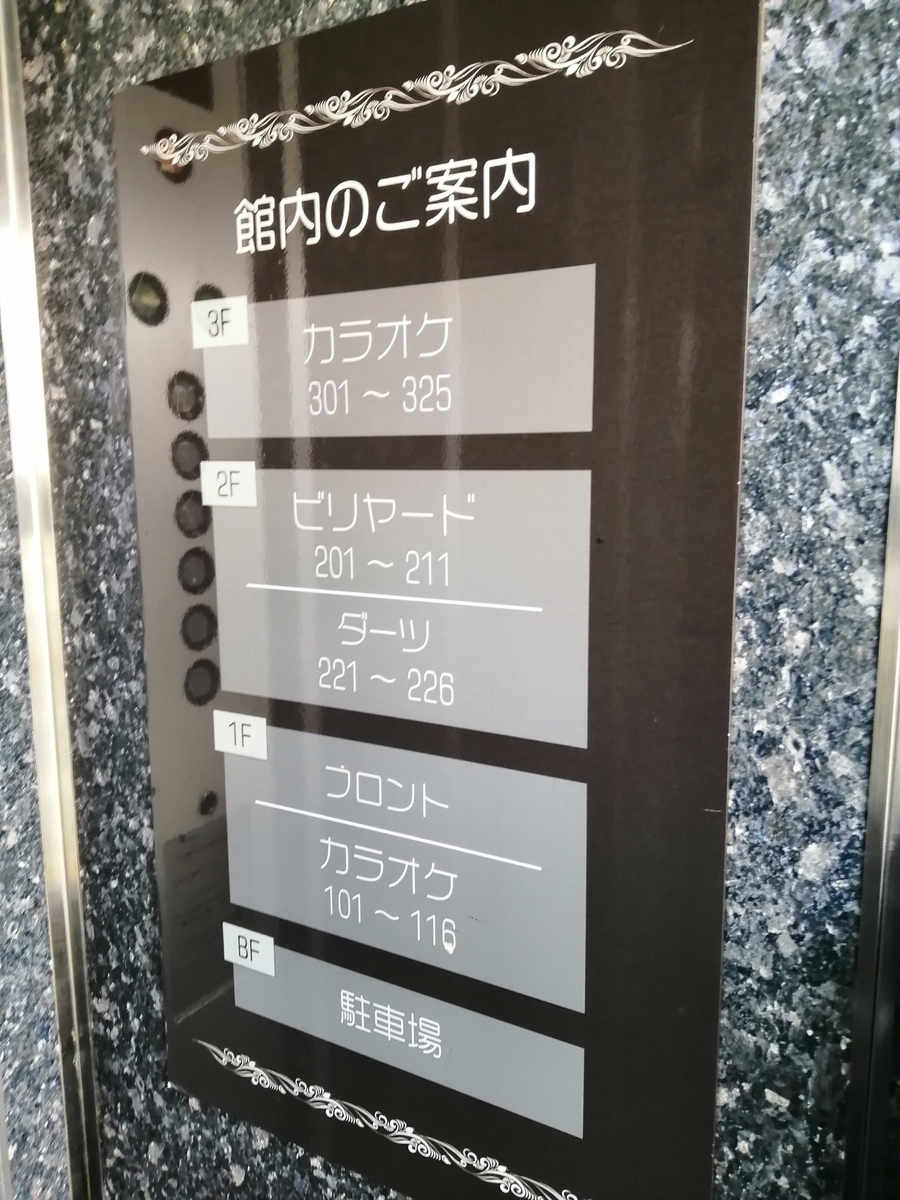 館内のご案内
3F
カラオケ
301 ~ 325
2F
ビリヤード
201 ~ 211
ダーツ
221 ~ 226
1F
フロント
カラオケ
101 ~ 116
BF
駐車場